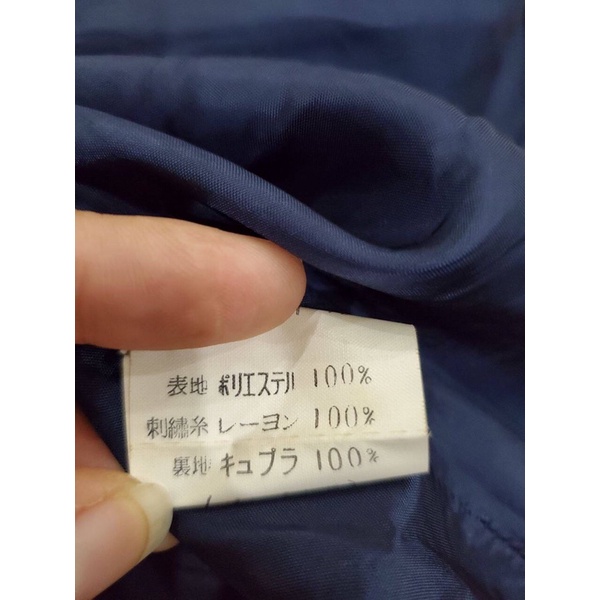 表地 ポリエステル 100%
刺繡糸 レーヨン 100%
裏地 キュプラ 100%